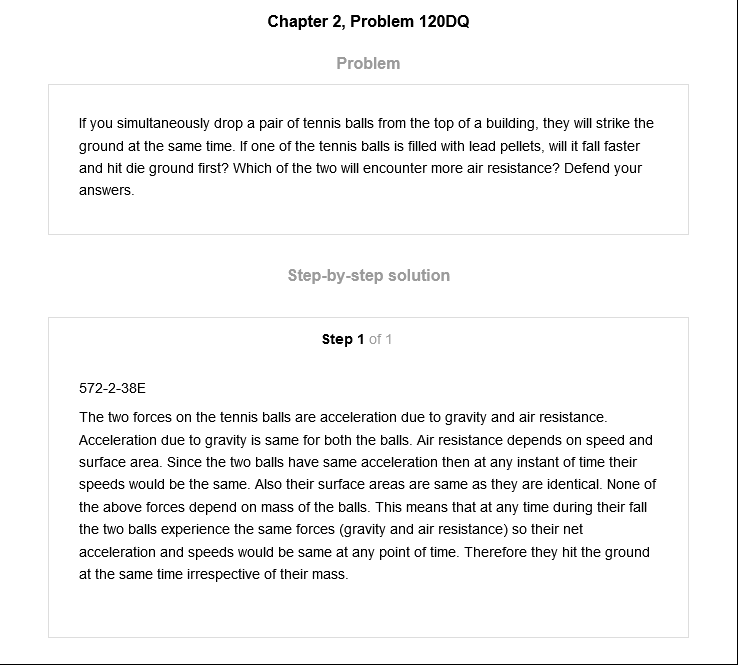 Chapter 2, Problem 120DQ
Problem
If you simultaneously drop a pair of tennis balls from the top of a building, they will strike the
ground at the same time. If one of the tennis balls is filled with lead pellets, will it fall faster
and hit die ground first? Which of the two will encounter more air resistance? Defend your
answers.
Step-by-step solution
Step 1 of 1
572-2-38E
The two forces on the tennis balls are acceleration due to gravity and air resistance.
Acceleration due to gravity is same for both the balls. Air resistance depends on speed and
surface area. Since the two balls have same acceleration then at any instant of time their
speeds would be the same. Also their surface areas are same as they are identical. None of
the above forces depend on mass of the balls. This means that at any time during their fall
the two balls experience the same forces (gravity and air resistance) so their net
acceleration and speeds would be same at any point of time. Therefore they hit the ground
at the same time irrespective of their mass.